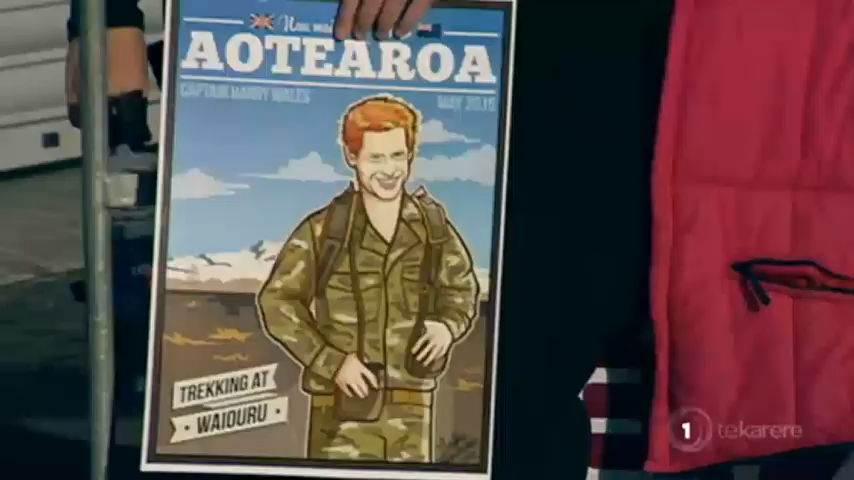 AOTEAROA
CAPTAIN HARRY WALES
MAY 2015
TREKKING AT
• WAIOURU •
1 tekarere